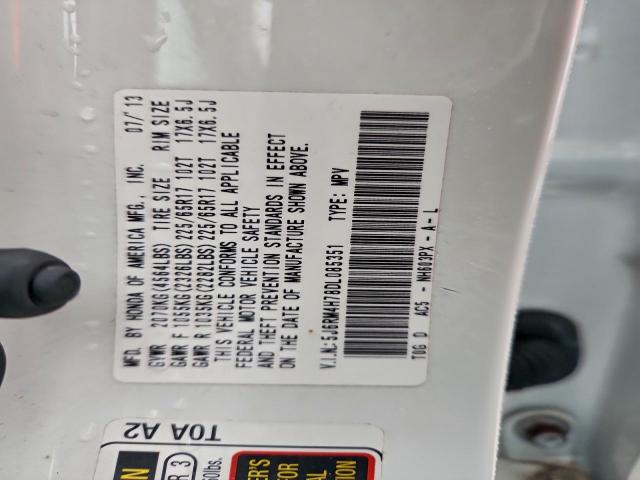 MFD. BY HONDA OF AMERICA MFG., INC. 07/13
GVWR 2070KG(4564LBS) TIRE SIZE RIM SIZE
GAWR F 1055KG(2326LBS) 225/65R17 102T 17X6.5J
GAWR R 1035KG(2282LBS) 225/65R17 102T 17X6.5J
THIS VEHICLE CONFORMS TO ALL APPLICABLE
FEDERAL MOTOR VEHICLE SAFETY
AND THEFT PREVENTION STANDARDS IN EFFECT
ON THE DATE OF MANUFACTURE SHOWN ABOVE.
V.I.N:5J6RM4H76DL085351 TYPE: MPV
T0G D AC5 - NH603PX - A - L
T0A A2